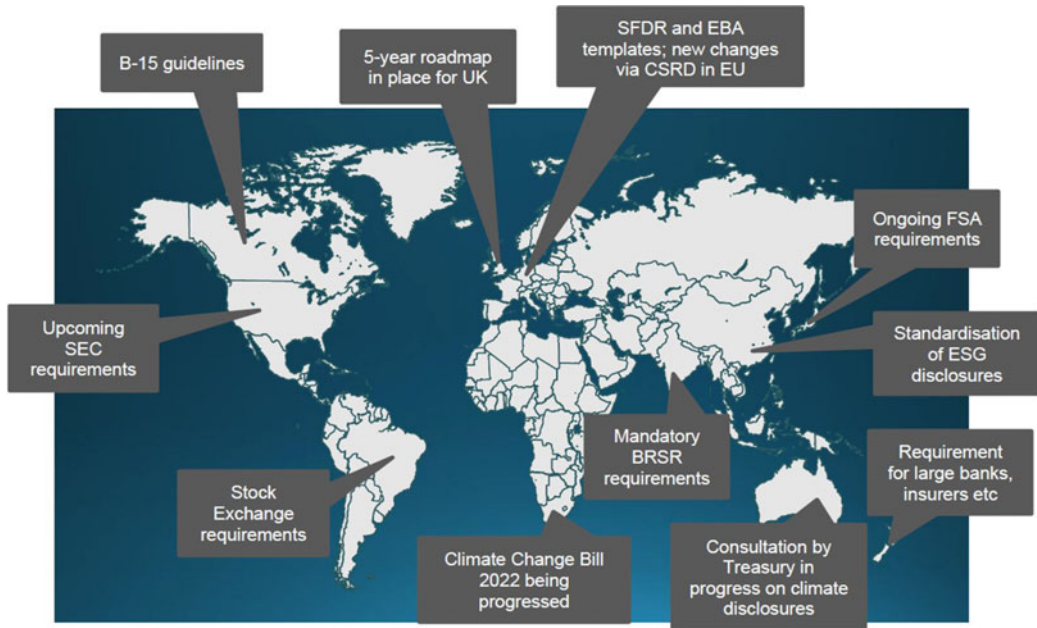 B-15 guidelines
5-year roadmap
in place for UK
SFDR and EBA
templates; new changes
via CSRD in EU
Ongoing FSA
requirements
Upcoming
SEC
requirements
Standardisation
of ESG
disclosures
Mandatory
BRSR
requirements
Requirement
for large banks,
insurers etc
Stock
Exchange
requirements
Climate Change Bill
2022 being
progressed
Consultation by
Treasury in
progress on climate
disclosures